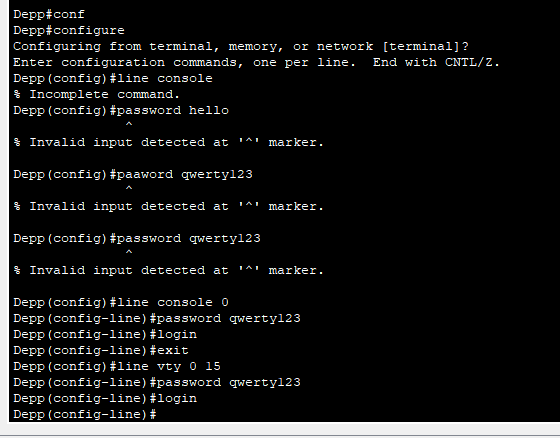 Depp#conf
Depp#configure
Configuring from terminal, memory, or network [terminal]?
Enter configuration commands, one per line.  End with CNTL/Z.
Depp(config)#line console
% Incomplete command.
Depp(config)#password hello
^
% Invalid input detected at '^' marker.
Depp(config)#paaword qwerty123
^
% Invalid input detected at '^' marker.
Depp(config)#password qwerty123
^
% Invalid input detected at '^' marker.
Depp(config)#line console 0
Depp(config-line)#password qwerty123
Depp(config-line)#login
Depp(config-line)#exit
Depp(config)#line vty 0 15
Depp(config-line)#password qwerty123
Depp(config-line)#login
Depp(config-line)#